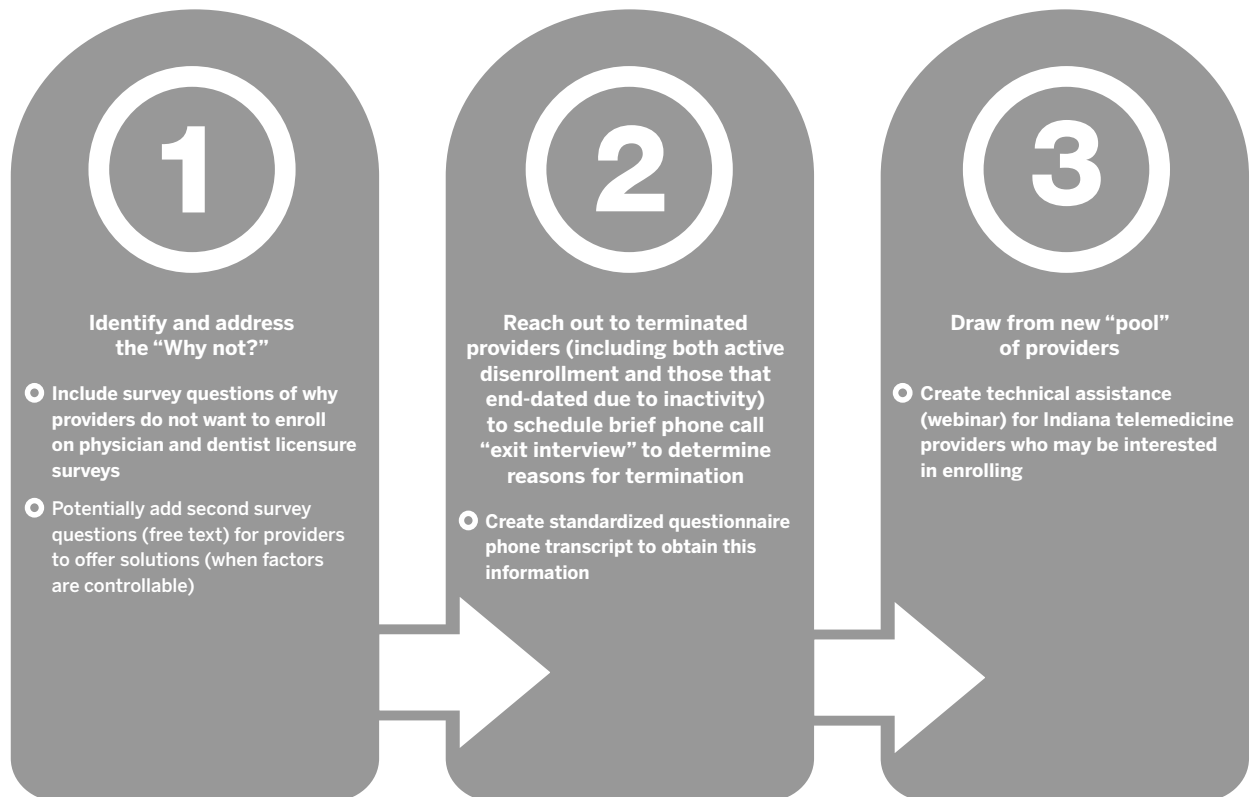 1
Identify and address
the “Why not?”
Include survey questions of why
providers do not want to enroll
on physician and dentist licensure
surveys
Potentially add second survey
questions (free text) for providers
to offer solutions (when factors
are controllable)
2
Reach out to terminated
providers (including both active
disenrollment and those that
end-dated due to inactivity)
to schedule brief phone call
“exit interview” to determine
reasons for termination
Create standardized questionnaire
phone transcript to obtain this
information
3
Draw from new “pool”
of providers
Create technical assistance
(webinar) for Indiana telemedicine
providers who may be interested
in enrolling